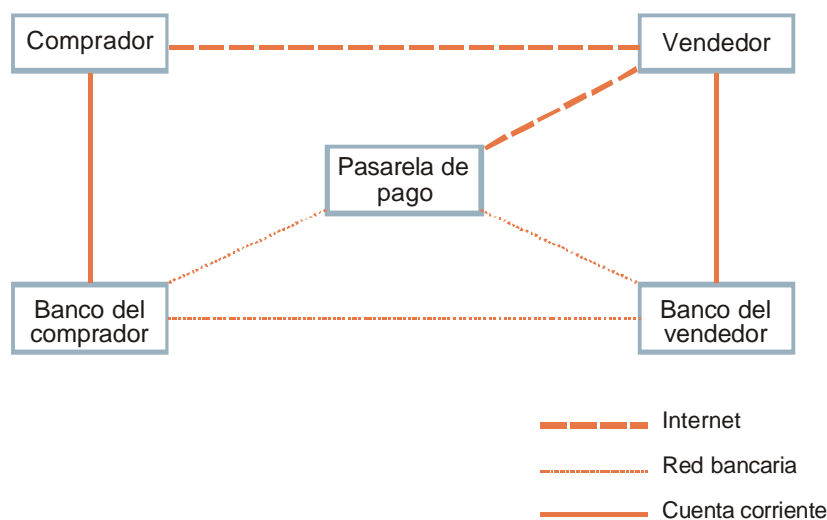 Comprador
Vendedor
Pasarela de
pago
Banco del
comprador
Banco del
vendedor
Internet
Red bancaria
Cuenta corriente